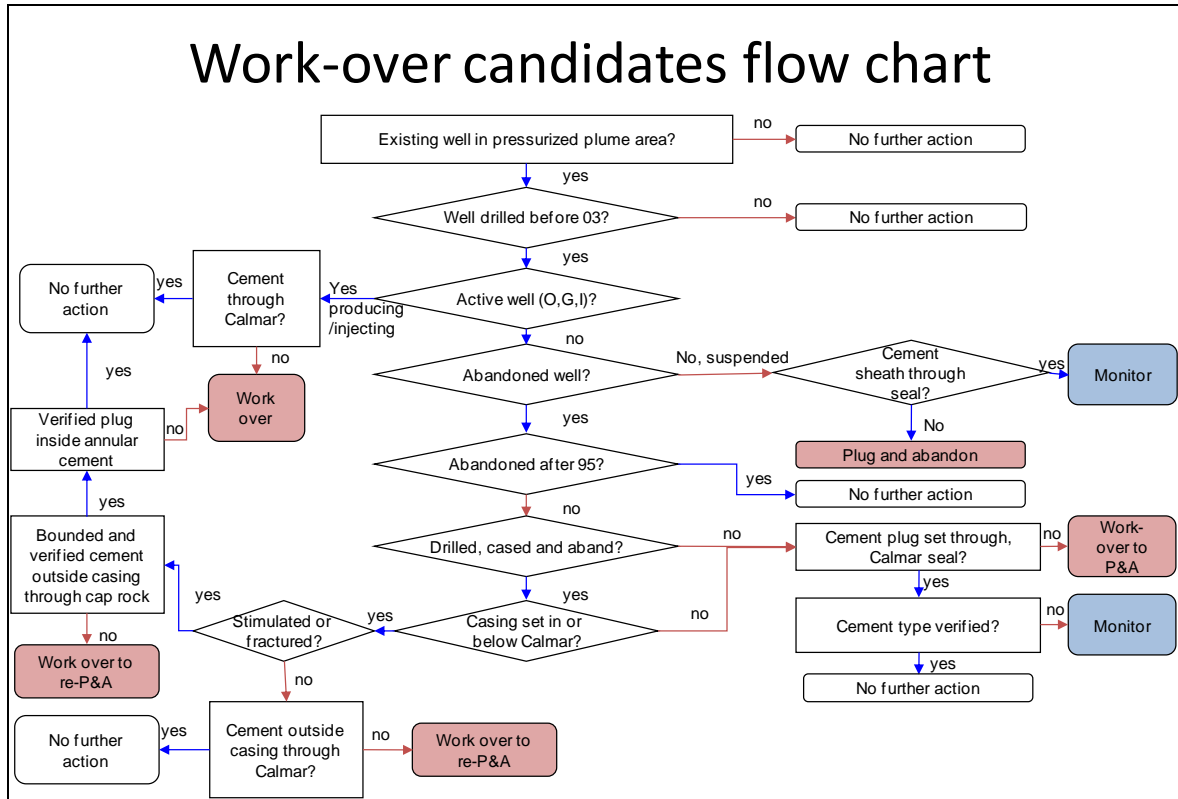 Work-over candidates flow chart
Existing well in pressurized plume area?
no
No further action
yes
Well drilled before 03?
no
No further action
yes
Active well (O,G,I)?
Yes
producing
/injecting
Cement
through
Calmar?
yes
No further
action
no
Work
over
no
Abandoned well?
No, suspended
Cement
sheath through
seal?
yes
Monitor
No
Plug and abandon
yes
Abandoned after 95?
yes
No further action
no
Drilled, cased and aband?
no
Cement plug set through,
Calmar seal?
no
Work-
over to
P&A
yes
Cement type verified?
no
Monitor
yes
No further action
yes
Casing set in or
below Calmar?
no
yes
Stimulated or
fractured?
yes
Bounded and
verified cement
outside casing
through cap rock
yes
Verified plug
inside annular
cement
no
yes
no
Work over to
re-P&A
no
Cement outside
casing through
Calmar?
yes
No further
action
no
Work over to
re-P&A